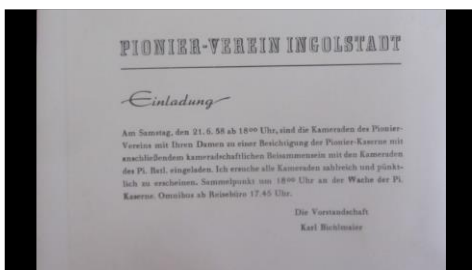 PIONIER-VEREIN INGOLSTADT
Einladung
Am Samstag, den 21. 6. 58 ab 18⁰⁰ Uhr, sind die Kameraden des Pionier-
Vereins mit Ihren Damen zu einer Besichtigung der Pionier-Kaserne mit
anschließendem kameradschaftlichen Beisammensein mit den Kameraden
des Pi. Batl. eingeladen. Ich ersuche alle Kameraden zahlreich und pünkt-
lich zu erscheinen. Sammelpunkt um 18⁰⁰ Uhr an der Wache der Pi.
Kaserne. Omnibus ab Reisebüro 17.45 Uhr.
Die Vorstandschaft
Karl Bichlmaier